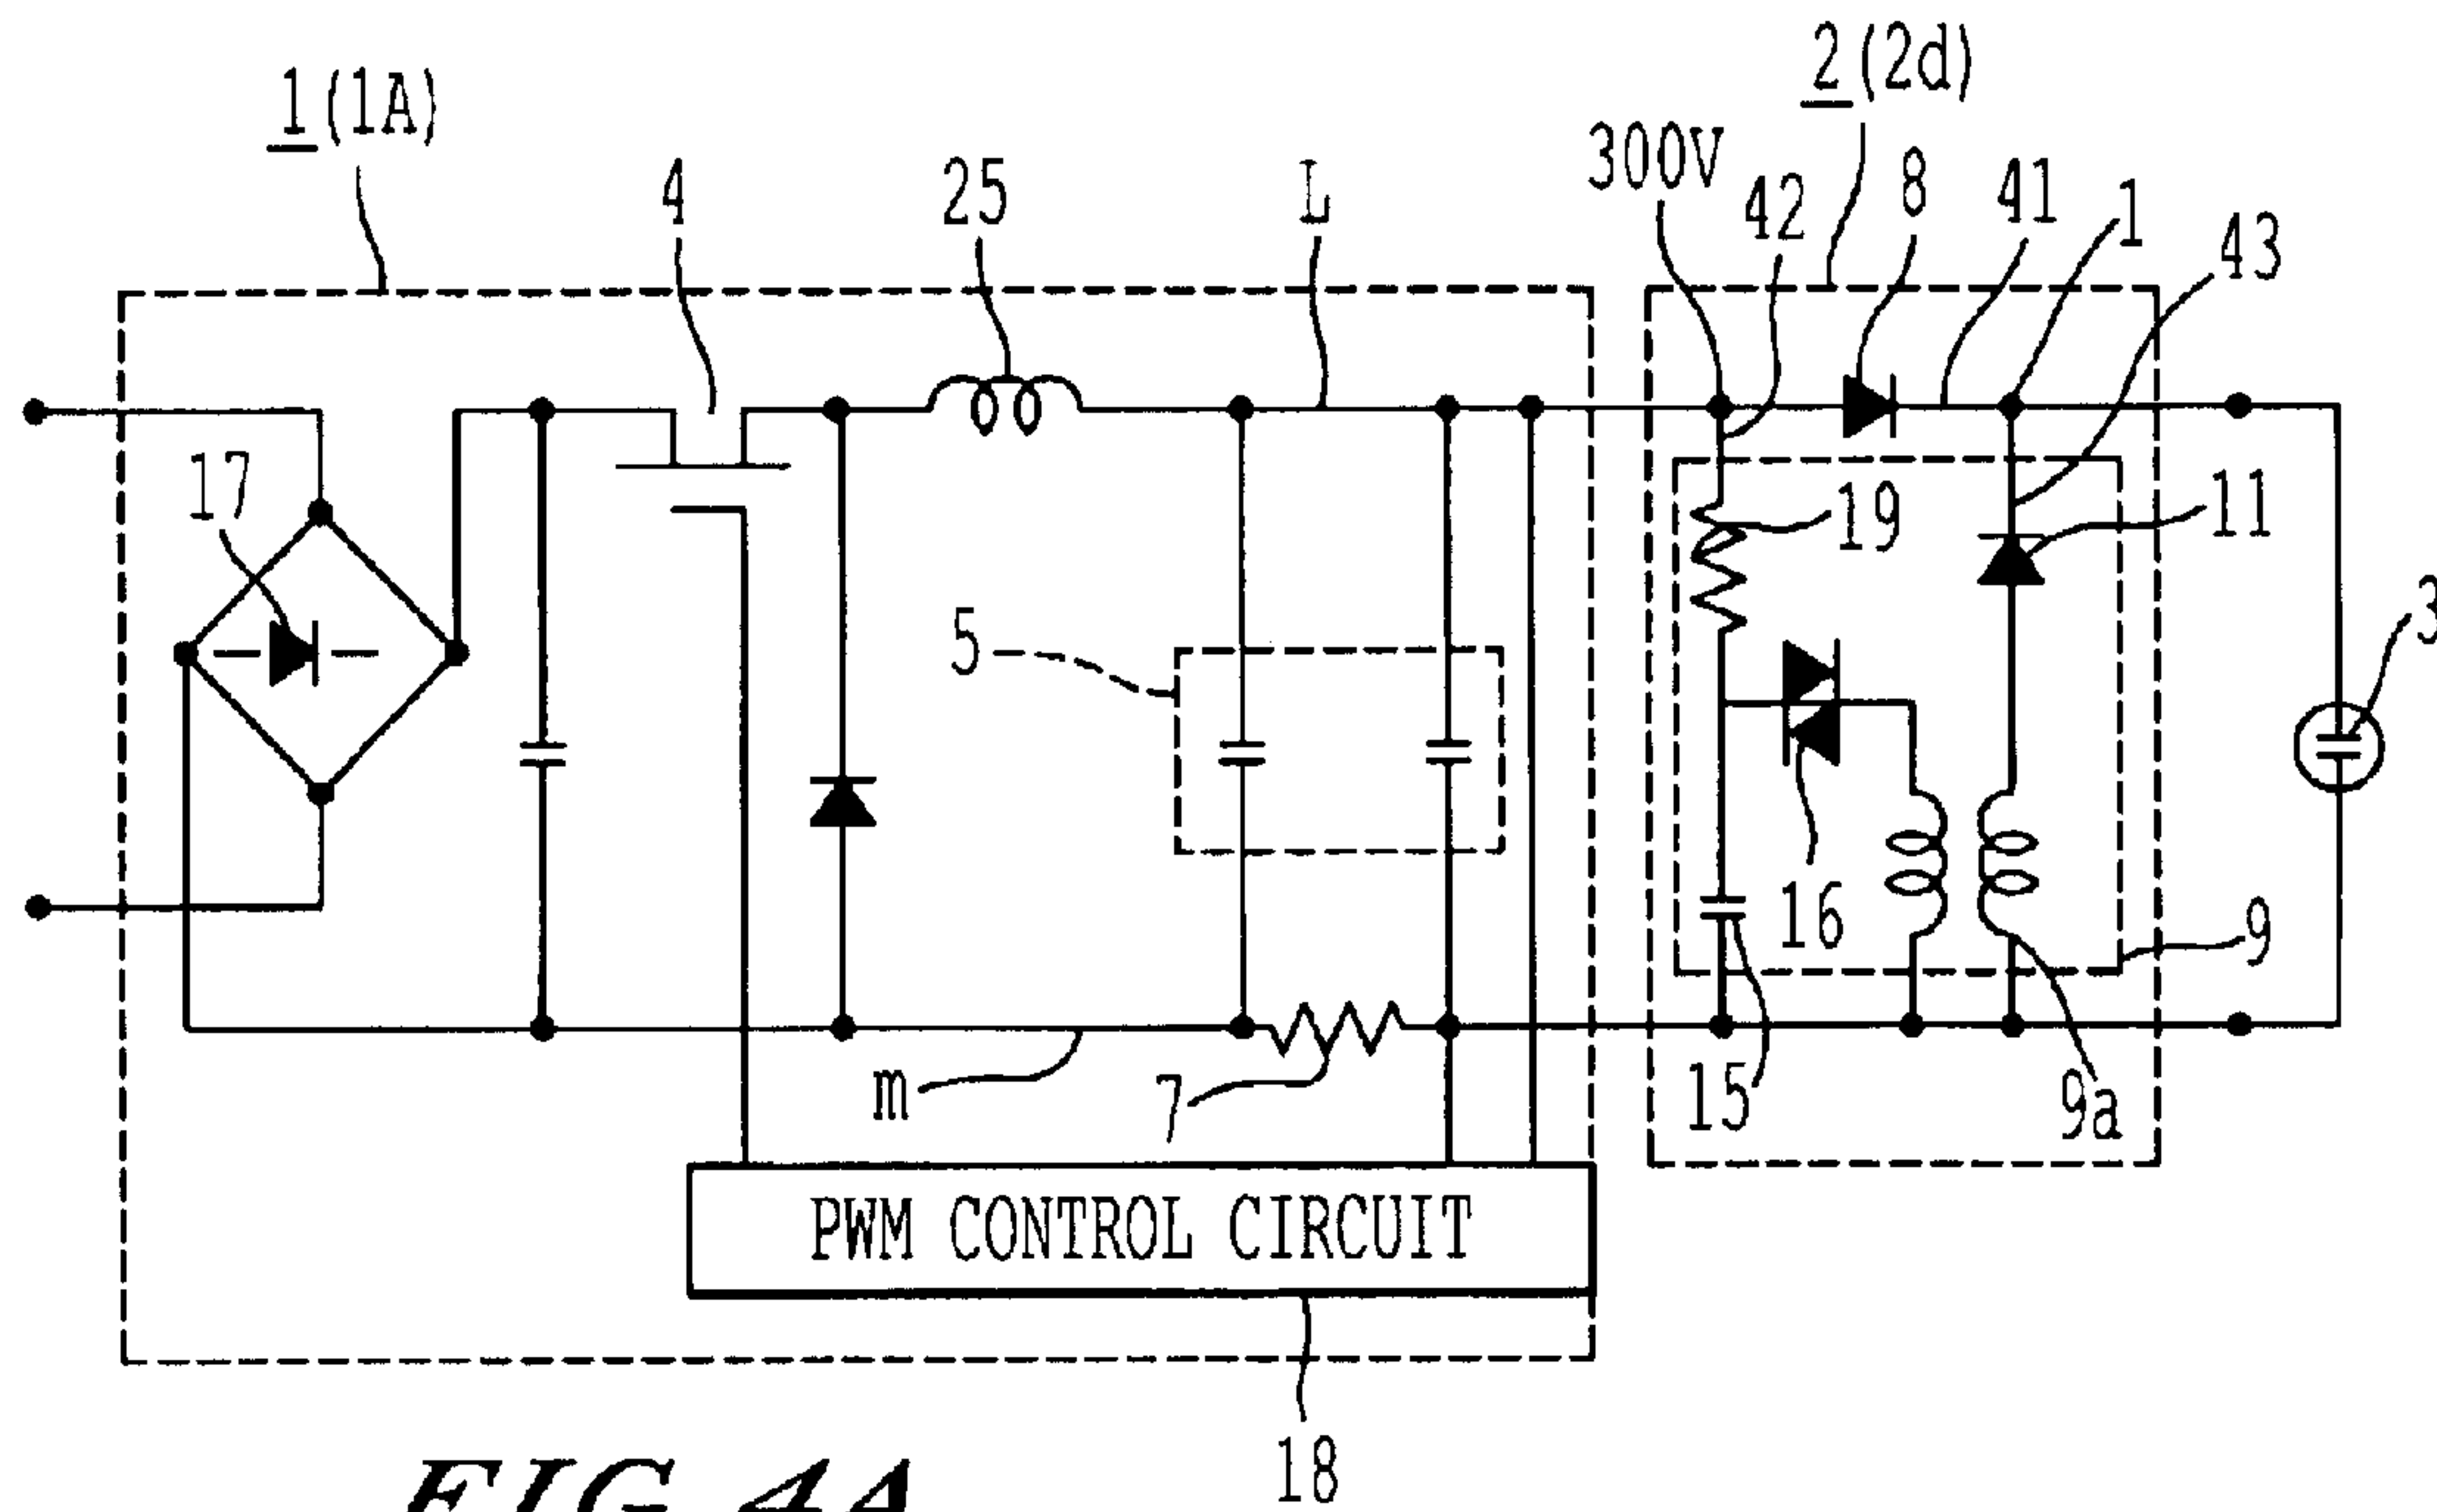 2 (2d)
1 (1A)
300V
8
4
25
L
42
41
1
43
17
19
11
5
3
16
9
m
7
15
9a
PWM CONTROL CIRCUIT
18
FIG. 4A